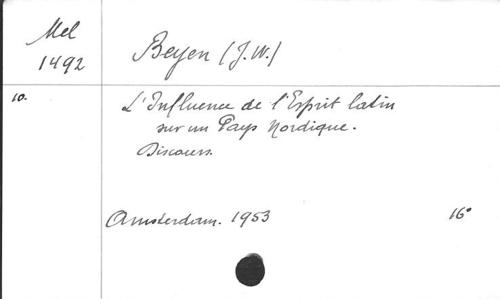 Mel
1492
Beyen (J.W.)
10.
L'Influence de l'Esprit latin
sur un Pays Nordique.
Discours.
Amsterdam. 1953
16°